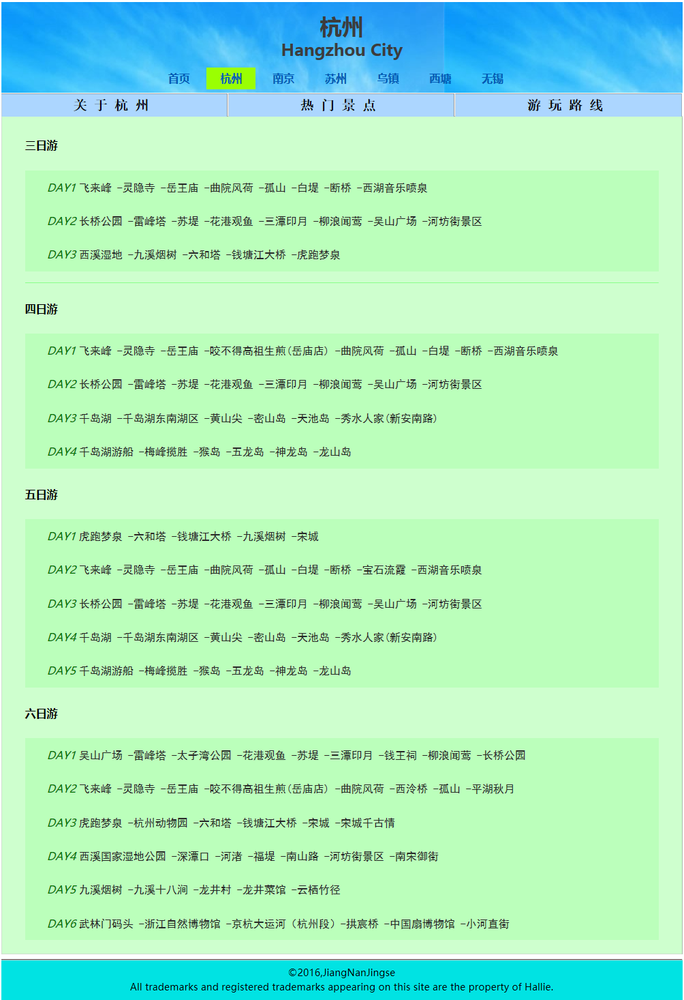 杭州
Hangzhou City
首页 杭州 南京 苏州 乌镇 西塘 无锡
关于杭州 热门景点 游玩路线
三日游
DAY1 飞来峰 -灵隐寺 -岳王庙 -曲院风荷 -孤山 -白堤 -断桥 -西湖音乐喷泉
DAY2 长桥公园 -雷峰塔 -苏堤 -花港观鱼 -三潭印月 -柳浪闻莺 -吴山广场 -河坊街景区
DAY3 西溪湿地 -九溪烟树 -六和塔 -钱塘江大桥 -虎跑梦泉
四日游
DAY1 飞来峰 -灵隐寺 -岳王庙 -咬不得高祖生煎(岳庙店) -曲院风荷 -孤山 -白堤 -断桥 -西湖音乐喷泉
DAY2 长桥公园 -雷峰塔 -苏堤 -花港观鱼 -三潭印月 -柳浪闻莺 -吴山广场 -河坊街景区
DAY3 千岛湖 -千岛湖东南湖区 -黄山尖 -密山岛 -天池岛 -秀水人家(新安南路)
DAY4 千岛湖游船 -梅峰揽胜 -猴岛 -五龙岛 -神龙岛 -龙山岛
五日游
DAY1 虎跑梦泉 -六和塔 -钱塘江大桥 -九溪烟树 -宋城
DAY2 飞来峰 -灵隐寺 -岳王庙 -曲院风荷 -孤山 -白堤 -断桥 -宝石流霞 -西湖音乐喷泉
DAY3 长桥公园 -雷峰塔 -苏堤 -花港观鱼 -三潭印月 -柳浪闻莺 -吴山广场 -河坊街景区
DAY4 千岛湖 -千岛湖东南湖区 -黄山尖 -密山岛 -天池岛 -秀水人家(新安南路)
DAY5 千岛湖游船 -梅峰揽胜 -猴岛 -五龙岛 -神龙岛 -龙山岛
六日游
DAY1 吴山广场 -雷峰塔 -太子湾公园 -花港观鱼 -苏堤 -三潭印月 -钱王祠 -柳浪闻莺 -长桥公园
DAY2 飞来峰 -灵隐寺 -岳王庙 -咬不得高祖生煎(岳庙店) -曲院风荷 -西泠桥 -孤山 -平湖秋月
DAY3 虎跑梦泉 -杭州动物园 -六和塔 -钱塘江大桥 -宋城 -宋城千古情
DAY4 西溪国家湿地公园 -深潭口 -河渚 -福堤 -南山路 -河坊街景区 -南宋御街
DAY5 九溪烟树 -九溪十八涧 -龙井村 -龙井菜馆 -云栖竹径
DAY6 武林门码头 -浙江自然博物馆 -京杭大运河（杭州段）-拱宸桥 -中国扇博物馆 -小河直街
©2016,JiangNanJingse
All trademarks and registered trademarks appearing on this site are the property of Hallie.